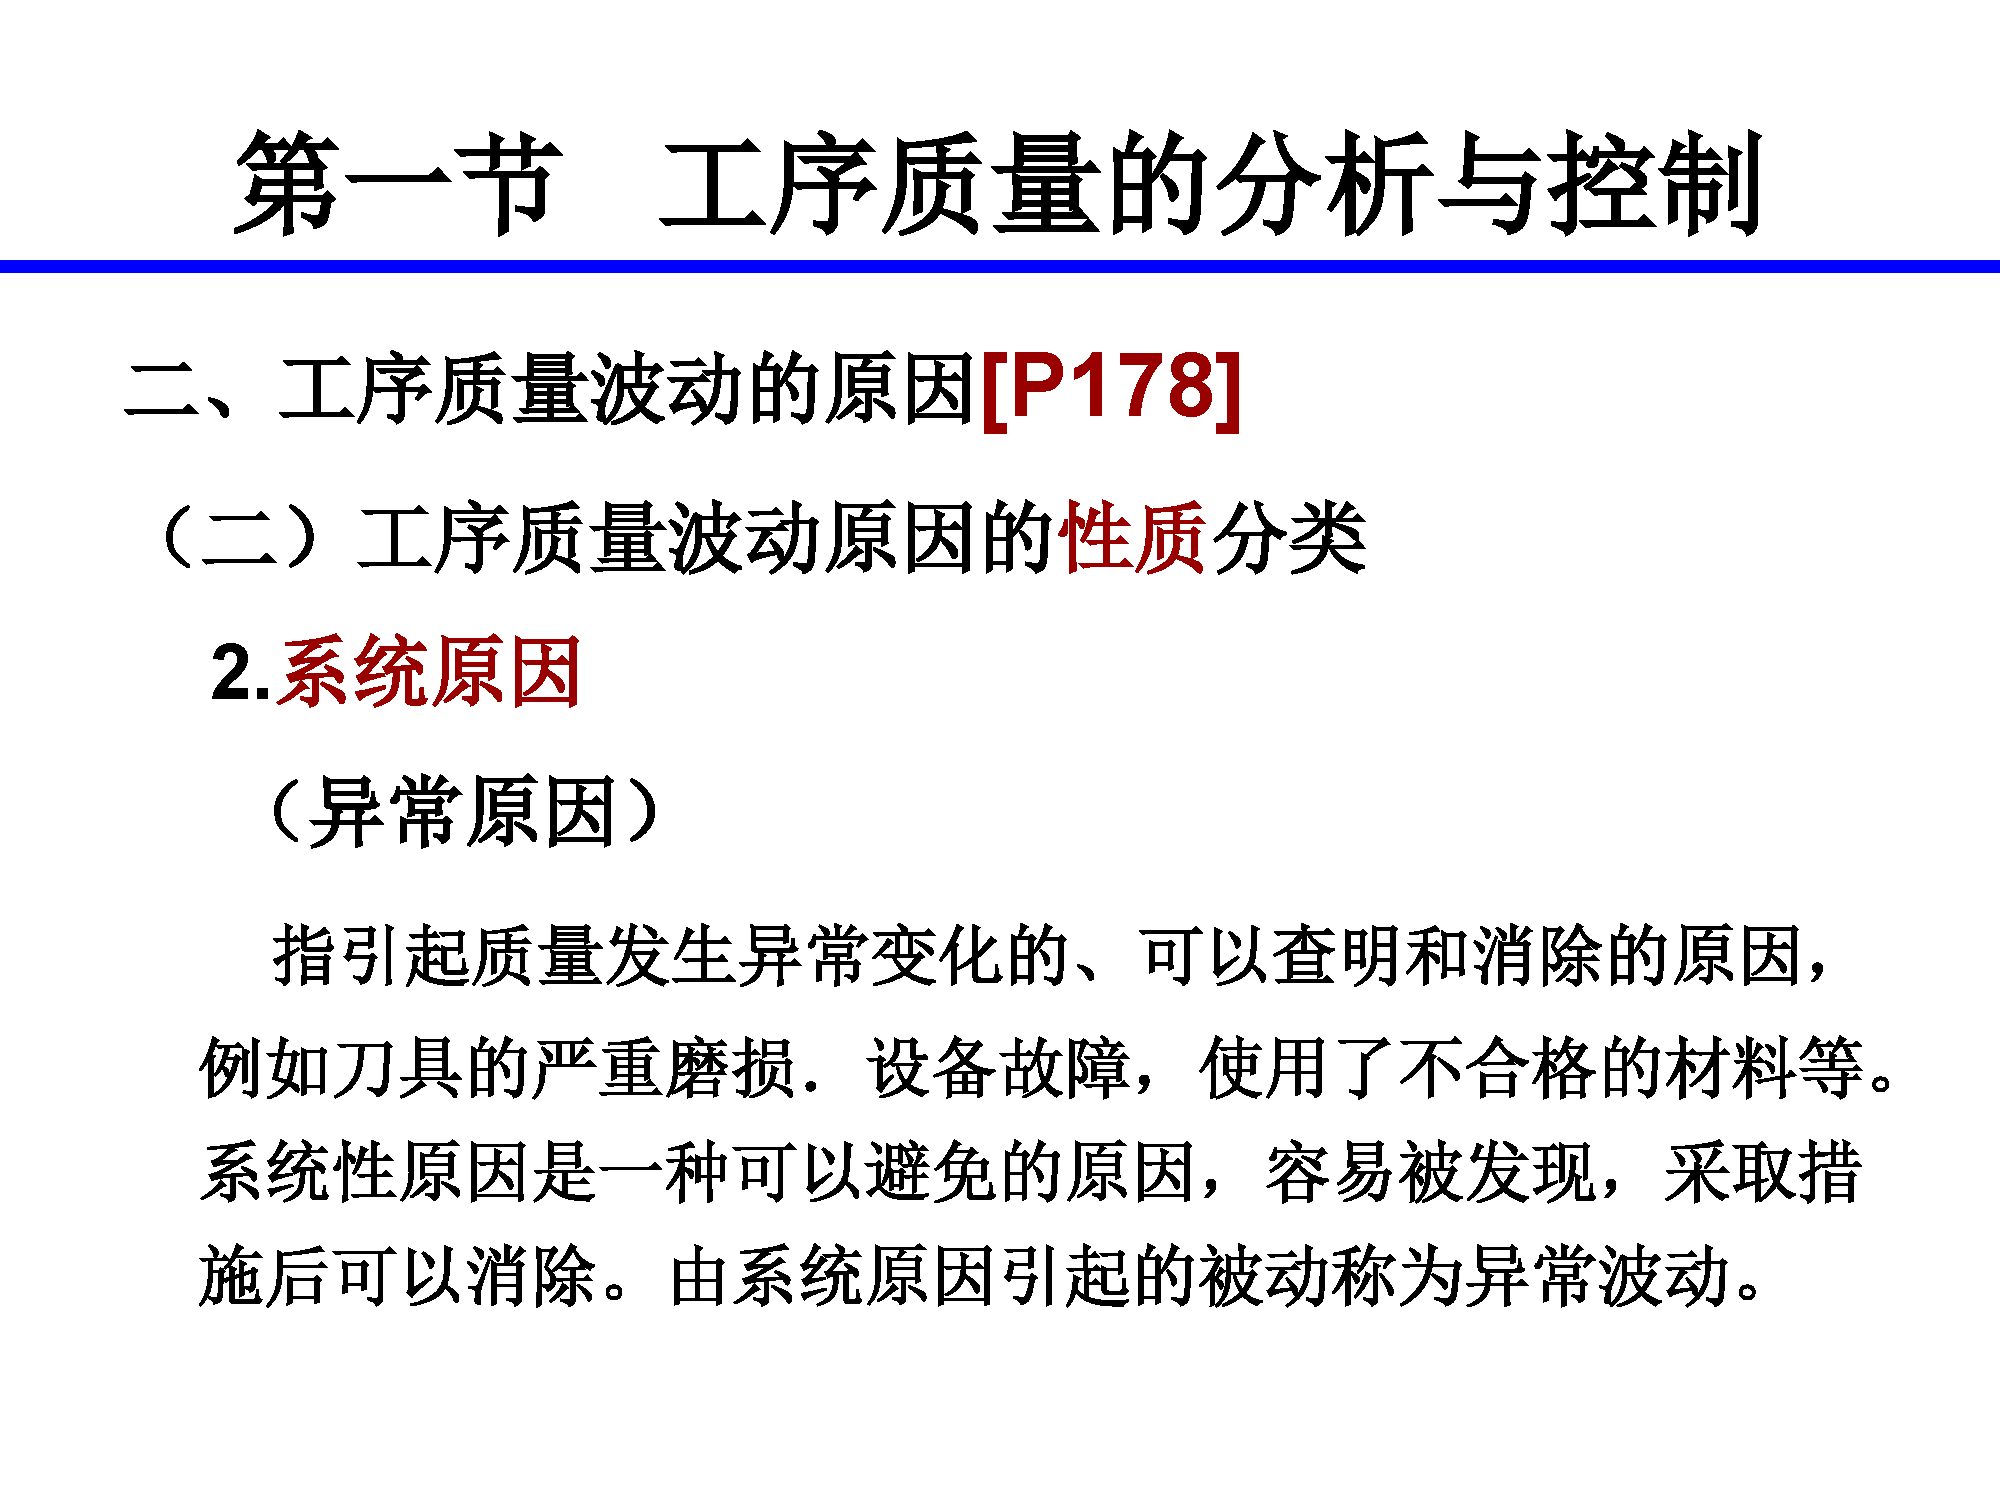 第一节 工序质量的分析与控制
二、工序质量波动的原因[P178]
（二）工序质量波动原因的性质分类
2.系统原因
（异常原因）
指引起质量发生异常变化的、可以查明和消除的原因，
例如刀具的严重磨损．设备故障，使用了不合格的材料等。
系统性原因是一种可以避免的原因，容易被发现，采取措
施后可以消除。由系统原因引起的被动称为异常波动。